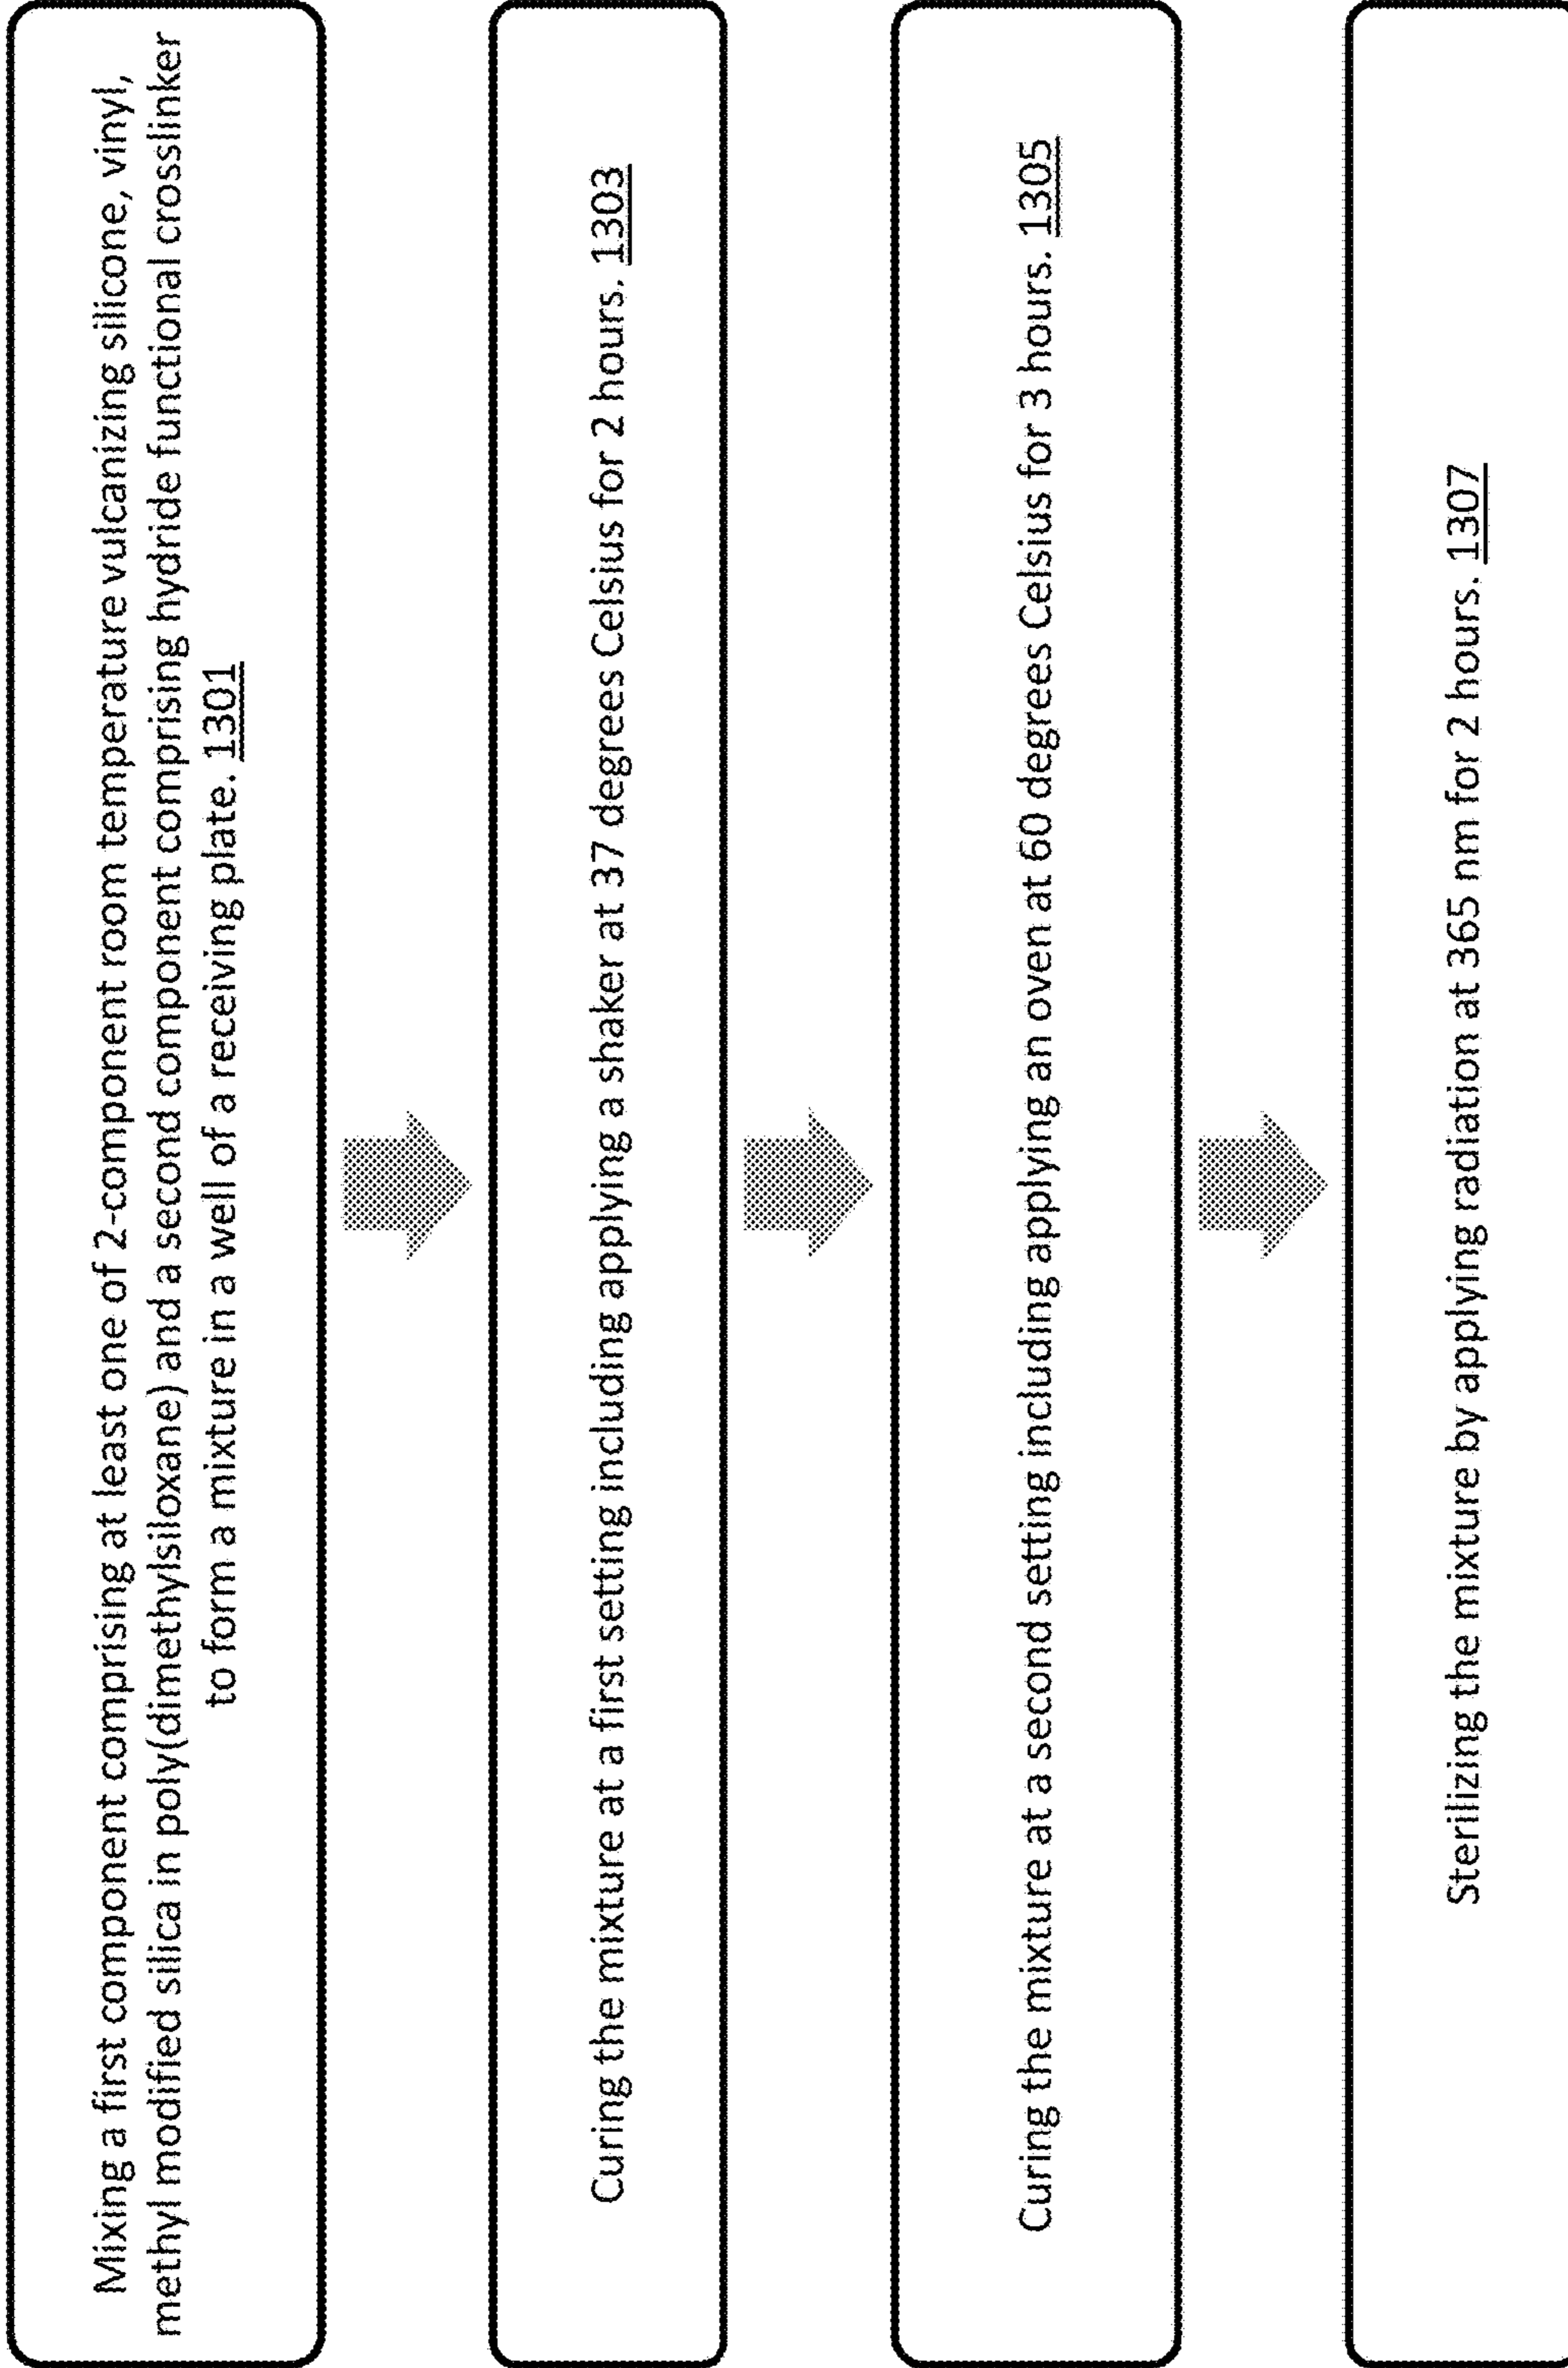 Mixing a first component comprising at least one of 2-component room temperature vulcanizing silicone, vinyl,
methyl modified silica in poly(dimethylsiloxane) and a second component comprising hydride functional crosslinker
to form a mixture in a well of a receiving plate. 1301
Curing the mixture at a first setting including applying a shaker at 37 degrees Celsius for 2 hours. 1303
Curing the mixture at a second setting including applying an oven at 60 degrees Celsius for 3 hours. 1305
Sterilizing the mixture by applying radiation at 365 nm for 2 hours. 1307